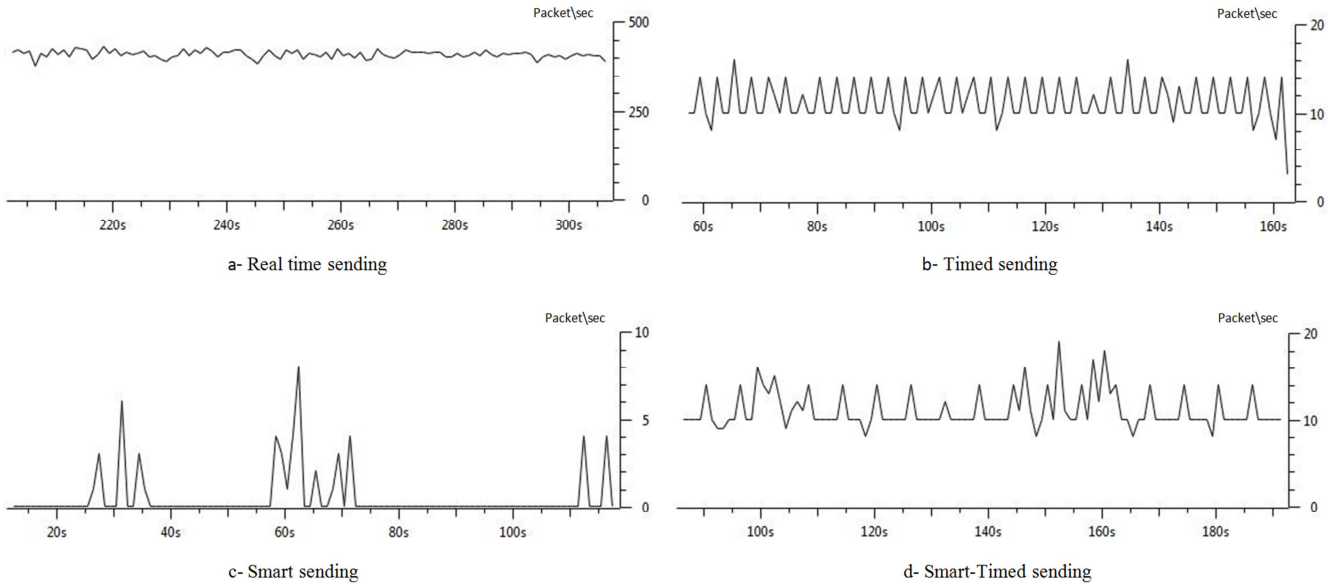 Packet\sec
500
250
0
220s 240s 260s 280s 300s
a- Real time sending
Packet\sec
20
10
0
60s 80s 100s 120s 140s 160s
b- Timed sending
Packet\sec
10
5
0
20s 40s 60s 80s 100s
c- Smart sending
Packet\sec
20
10
0
100s 120s 140s 160s 180s
d- Smart-Timed sending